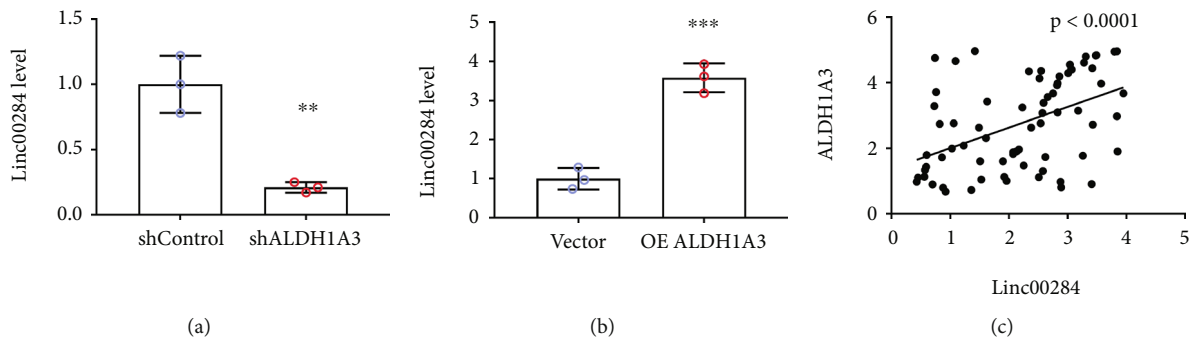 Linc00284 level
1.5
1.0
0.5
0.0
**
shControl
shALDH1A3
(a)
Linc00284 level
5
4
3
2
1
0
***
Vector
OE ALDH1A3
(b)
ALDH1A3
6
4
2
0
p < 0.0001
0 1 2 3 4 5
Linc00284
(c)